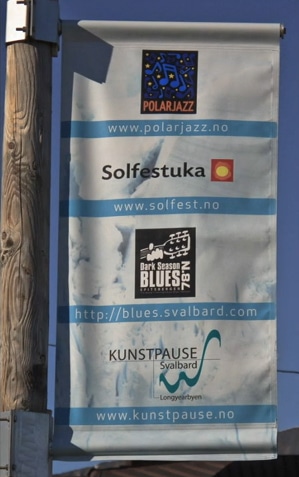 POLARJAZZ
www.polarjazz.no
Solfestuka
www.solfest.no
Dark Season
BLUES
SPITSBERGEN
78°N
http://blues.svalbard.com
KUNSTPAUSE
Svalbard
Longyearbyen
www.kunstpause.no